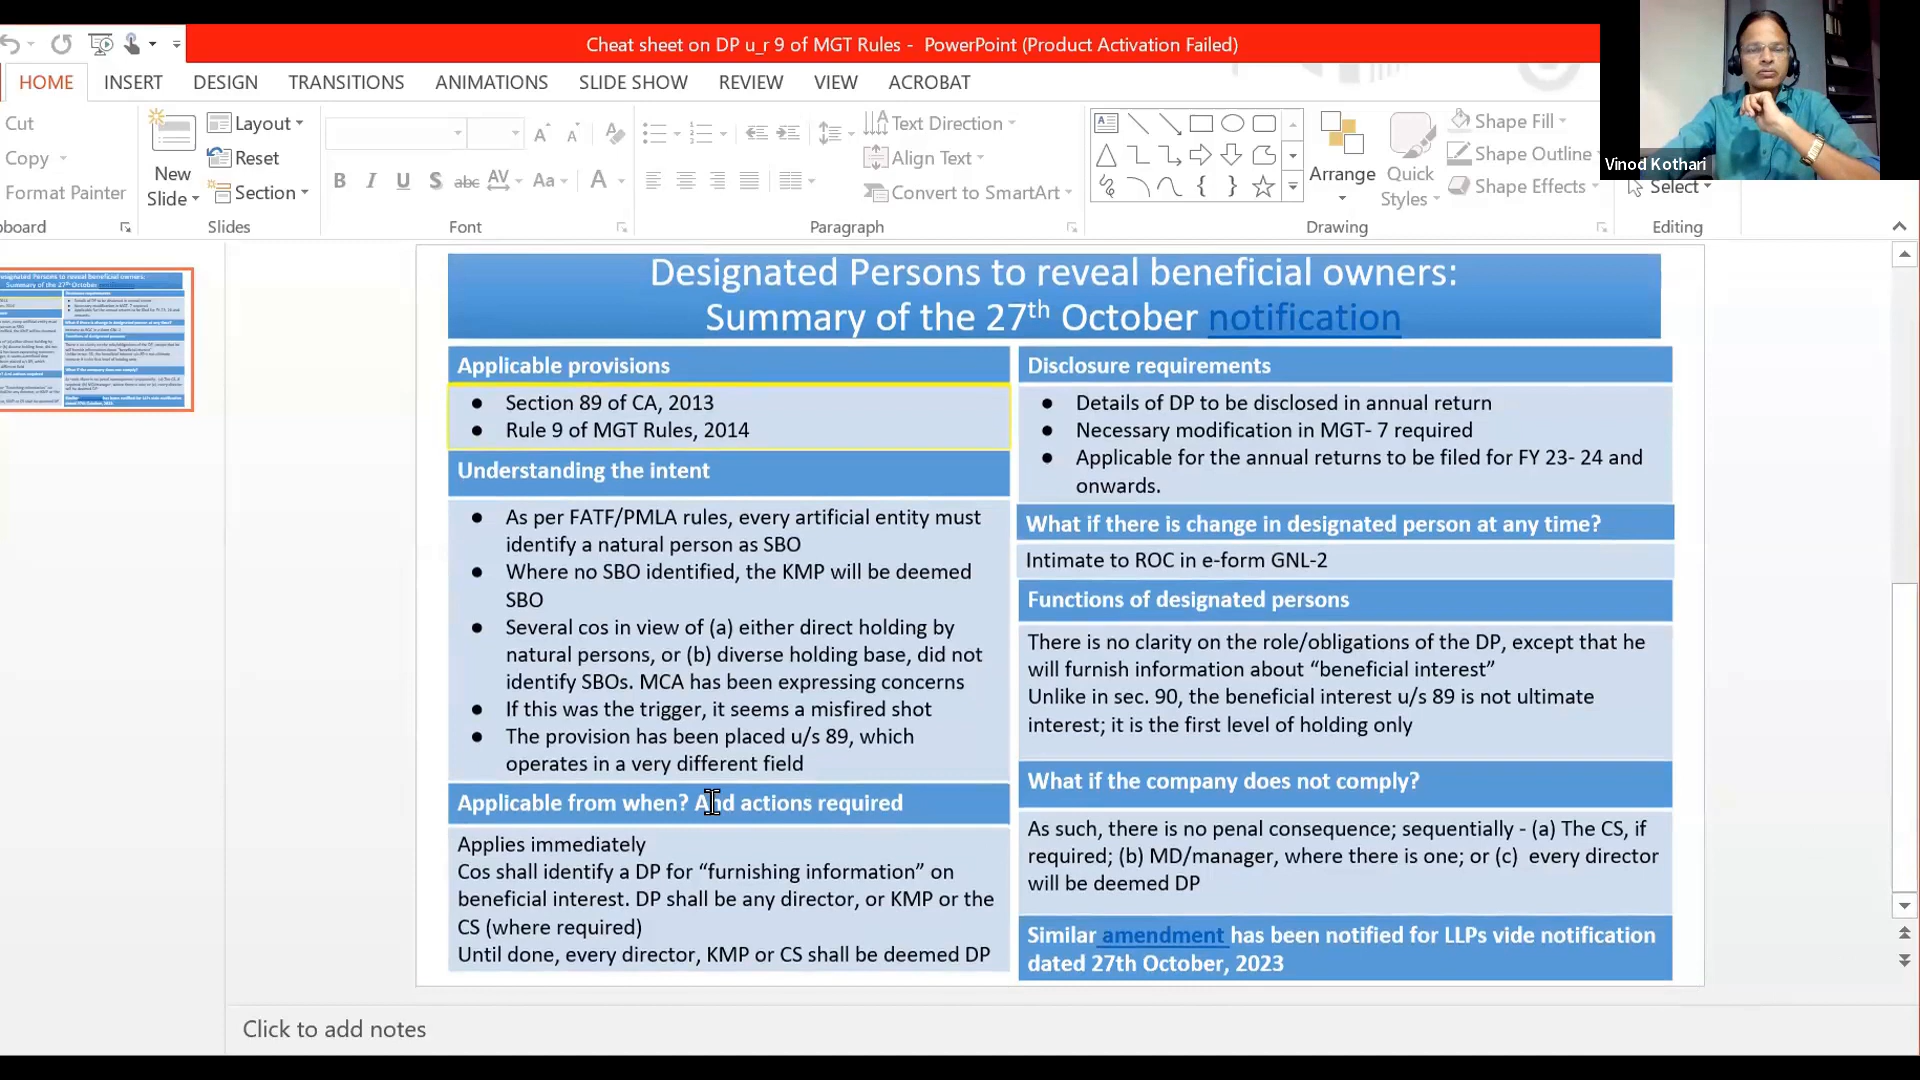 Cheat sheet on DP u_r 9 of MGT Rules - PowerPoint (Product Activation Failed)
HOME INSERT DESIGN TRANSITIONS ANIMATIONS SLIDE SHOW REVIEW VIEW ACROBAT
Cut
Copy
Format Painter
board
New
Slide
Layout
Reset
Section
Slides
B I U S abc AV Aa A
Font
Text Direction
Align Text
Convert to SmartArt
Paragraph
Arrange
Quick
Styles
Shape Fill
Shape Outline
Shape Effects
Drawing
Select
Editing
Vinod Kothari
Designated Persons to reveal beneficial owners:
Summary of the 27th October notification
Applicable provisions
● Section 89 of CA, 2013
● Rule 9 of MGT Rules, 2014
Understanding the intent
● As per FATF/PMLA rules, every artificial entity must
identify a natural person as SBO
● Where no SBO identified, the KMP will be deemed
SBO
● Several cos in view of (a) either direct holding by
natural persons, or (b) diverse holding base, did not
identify SBOs. MCA has been expressing concerns
● If this was the trigger, it seems a misfired shot
● The provision has been placed u/s 89, which
operates in a very different field
Applicable from when? And actions required
Applies immediately
Cos shall identify a DP for “furnishing information” on
beneficial interest. DP shall be any director, or KMP or the
CS (where required)
Until done, every director, KMP or CS shall be deemed DP
Disclosure requirements
● Details of DP to be disclosed in annual return
● Necessary modification in MGT- 7 required
● Applicable for the annual returns to be filed for FY 23- 24 and
onwards.
What if there is change in designated person at any time?
Intimate to ROC in e-form GNL-2
Functions of designated persons
There is no clarity on the role/obligations of the DP, except that he
will furnish information about “beneficial interest”
Unlike in sec. 90, the beneficial interest u/s 89 is not ultimate
interest; it is the first level of holding only
What if the company does not comply?
As such, there is no penal consequence; sequentially - (a) The CS, if
required; (b) MD/manager, where there is one; or (c) every director
will be deemed DP
Similar amendment has been notified for LLPs vide notification
dated 27th October, 2023
Click to add notes